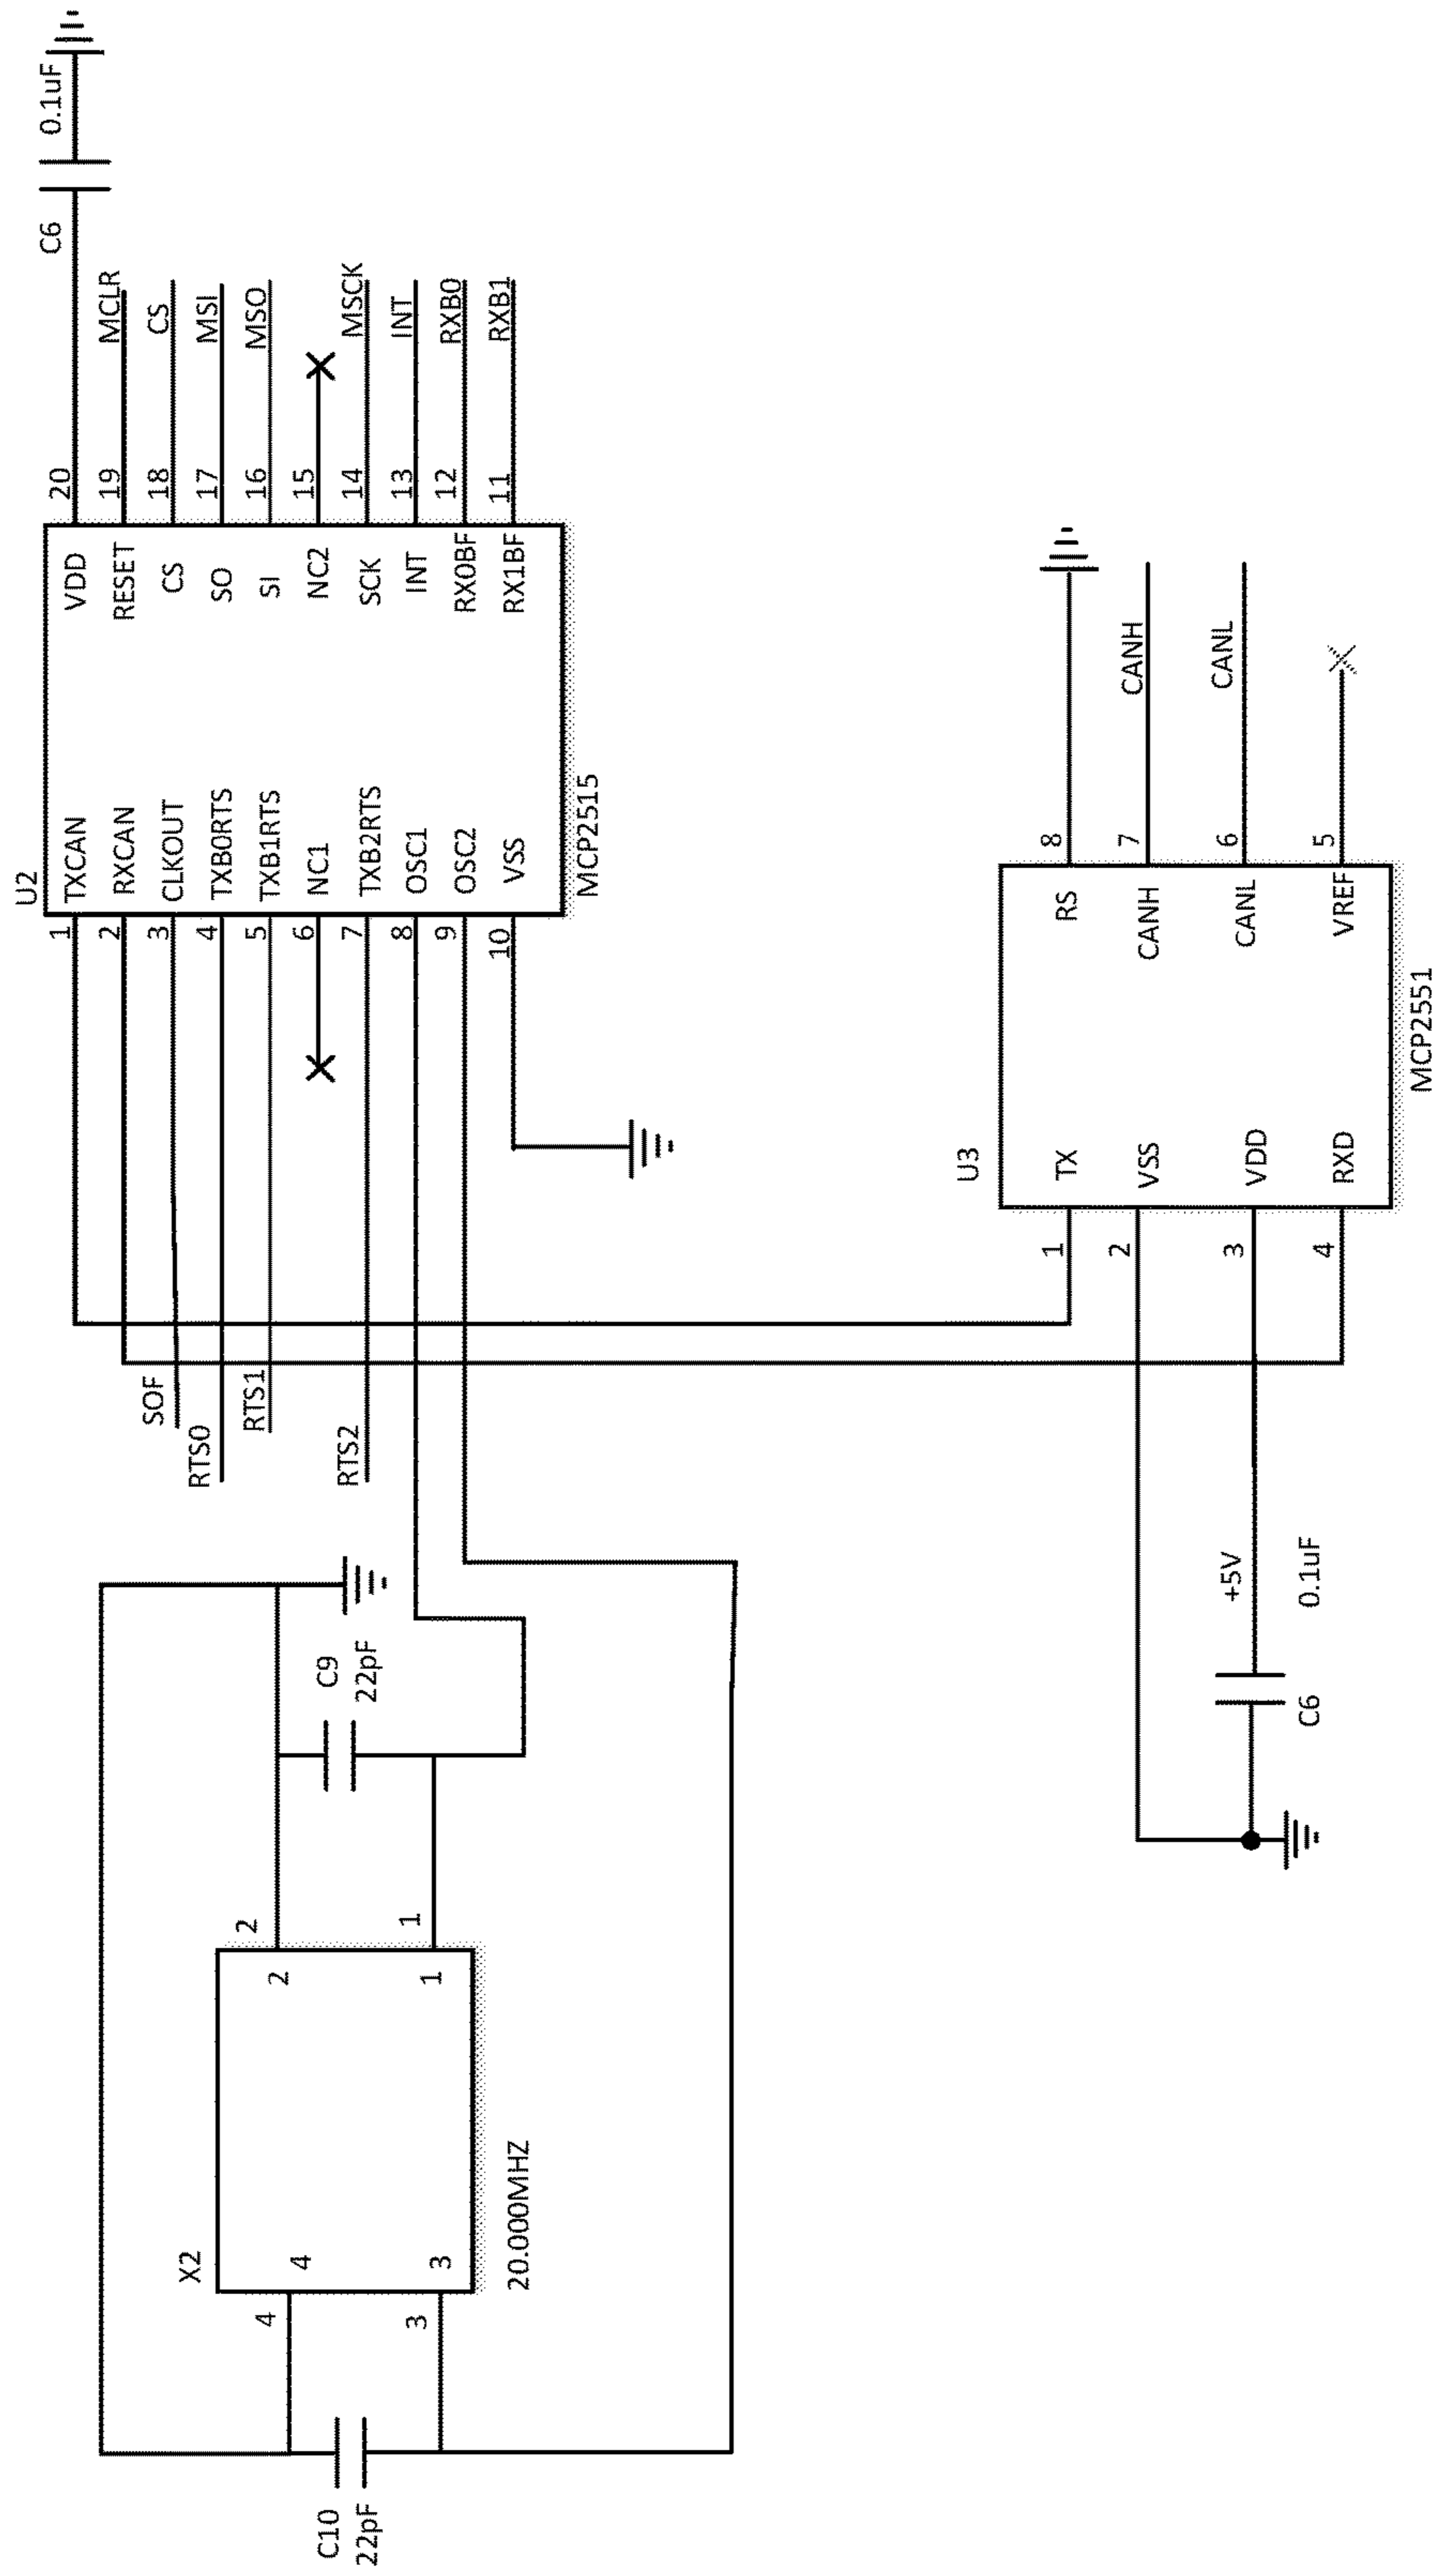 X2
4
4
3
3
2
2
1
1
20.000MHZ
C10
22pF
C9
22pF
SOF
RTS0
RTS1
RTS2
U2
1
TXCAN
2
RXCAN
3
CLKOUT
4
TXB0RTS
5
TXB1RTS
6
NC1
7
TXB2RTS
8
OSC1
9
OSC2
10
VSS
VDD
20
RESET
19
MCLR
CS
18
CS
SO
17
MSI
SI
16
MSO
NC2
15
SCK
14
MSCK
INT
13
INT
RX0BF
12
RXB0
RX1BF
11
RXB1
MCP2515
C6
0.1uF
U3
1
TX
2
VSS
3
VDD
4
RXD
RS
8
CANH
7
CANH
CANL
6
CANL
VREF
5
MCP2551
+5V
C6
0.1uF